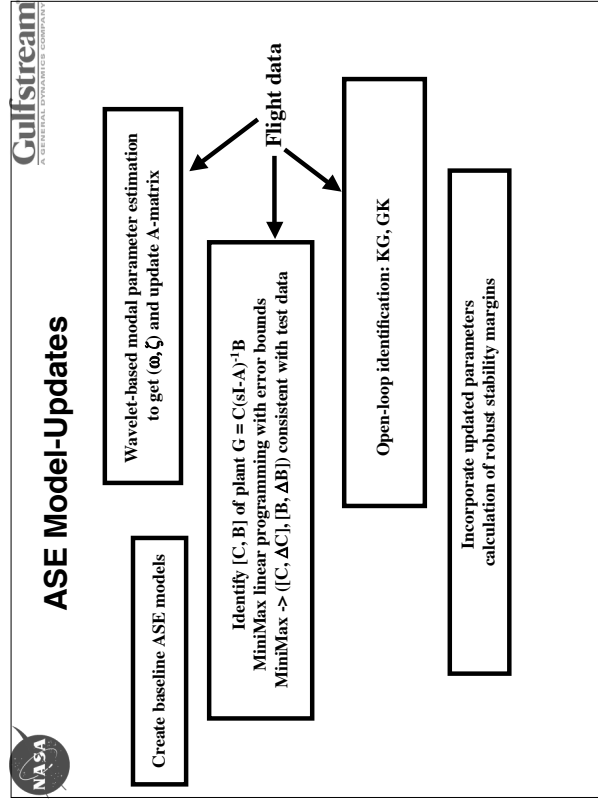 NASA
Gulfstream
A GENERAL DYNAMICS COMPANY
ASE Model-Updates
Create baseline ASE models
Wavelet-based modal parameter estimation
to get (ω,ζ) and update A-matrix
Identify [C, B] of plant G = C(sI-A)⁻¹B
MiniMax linear programming with error bounds
MiniMax -> ([C, ΔC], [B, ΔB]) consistent with test data
Flight data
Open-loop identification: KG, GK
Incorporate updated parameters
calculation of robust stability margins